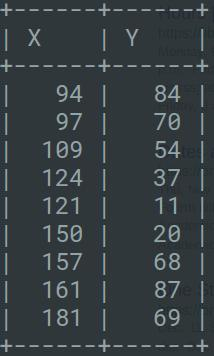 +-------+-------+
| X | Y |
+-------+-------+
| 94 | 84 |
| 97 | 70 |
| 109 | 54 |
| 124 | 37 |
| 121 | 11 |
| 150 | 20 |
| 157 | 68 |
| 161 | 87 |
| 181 | 69 |
+-------+-------+